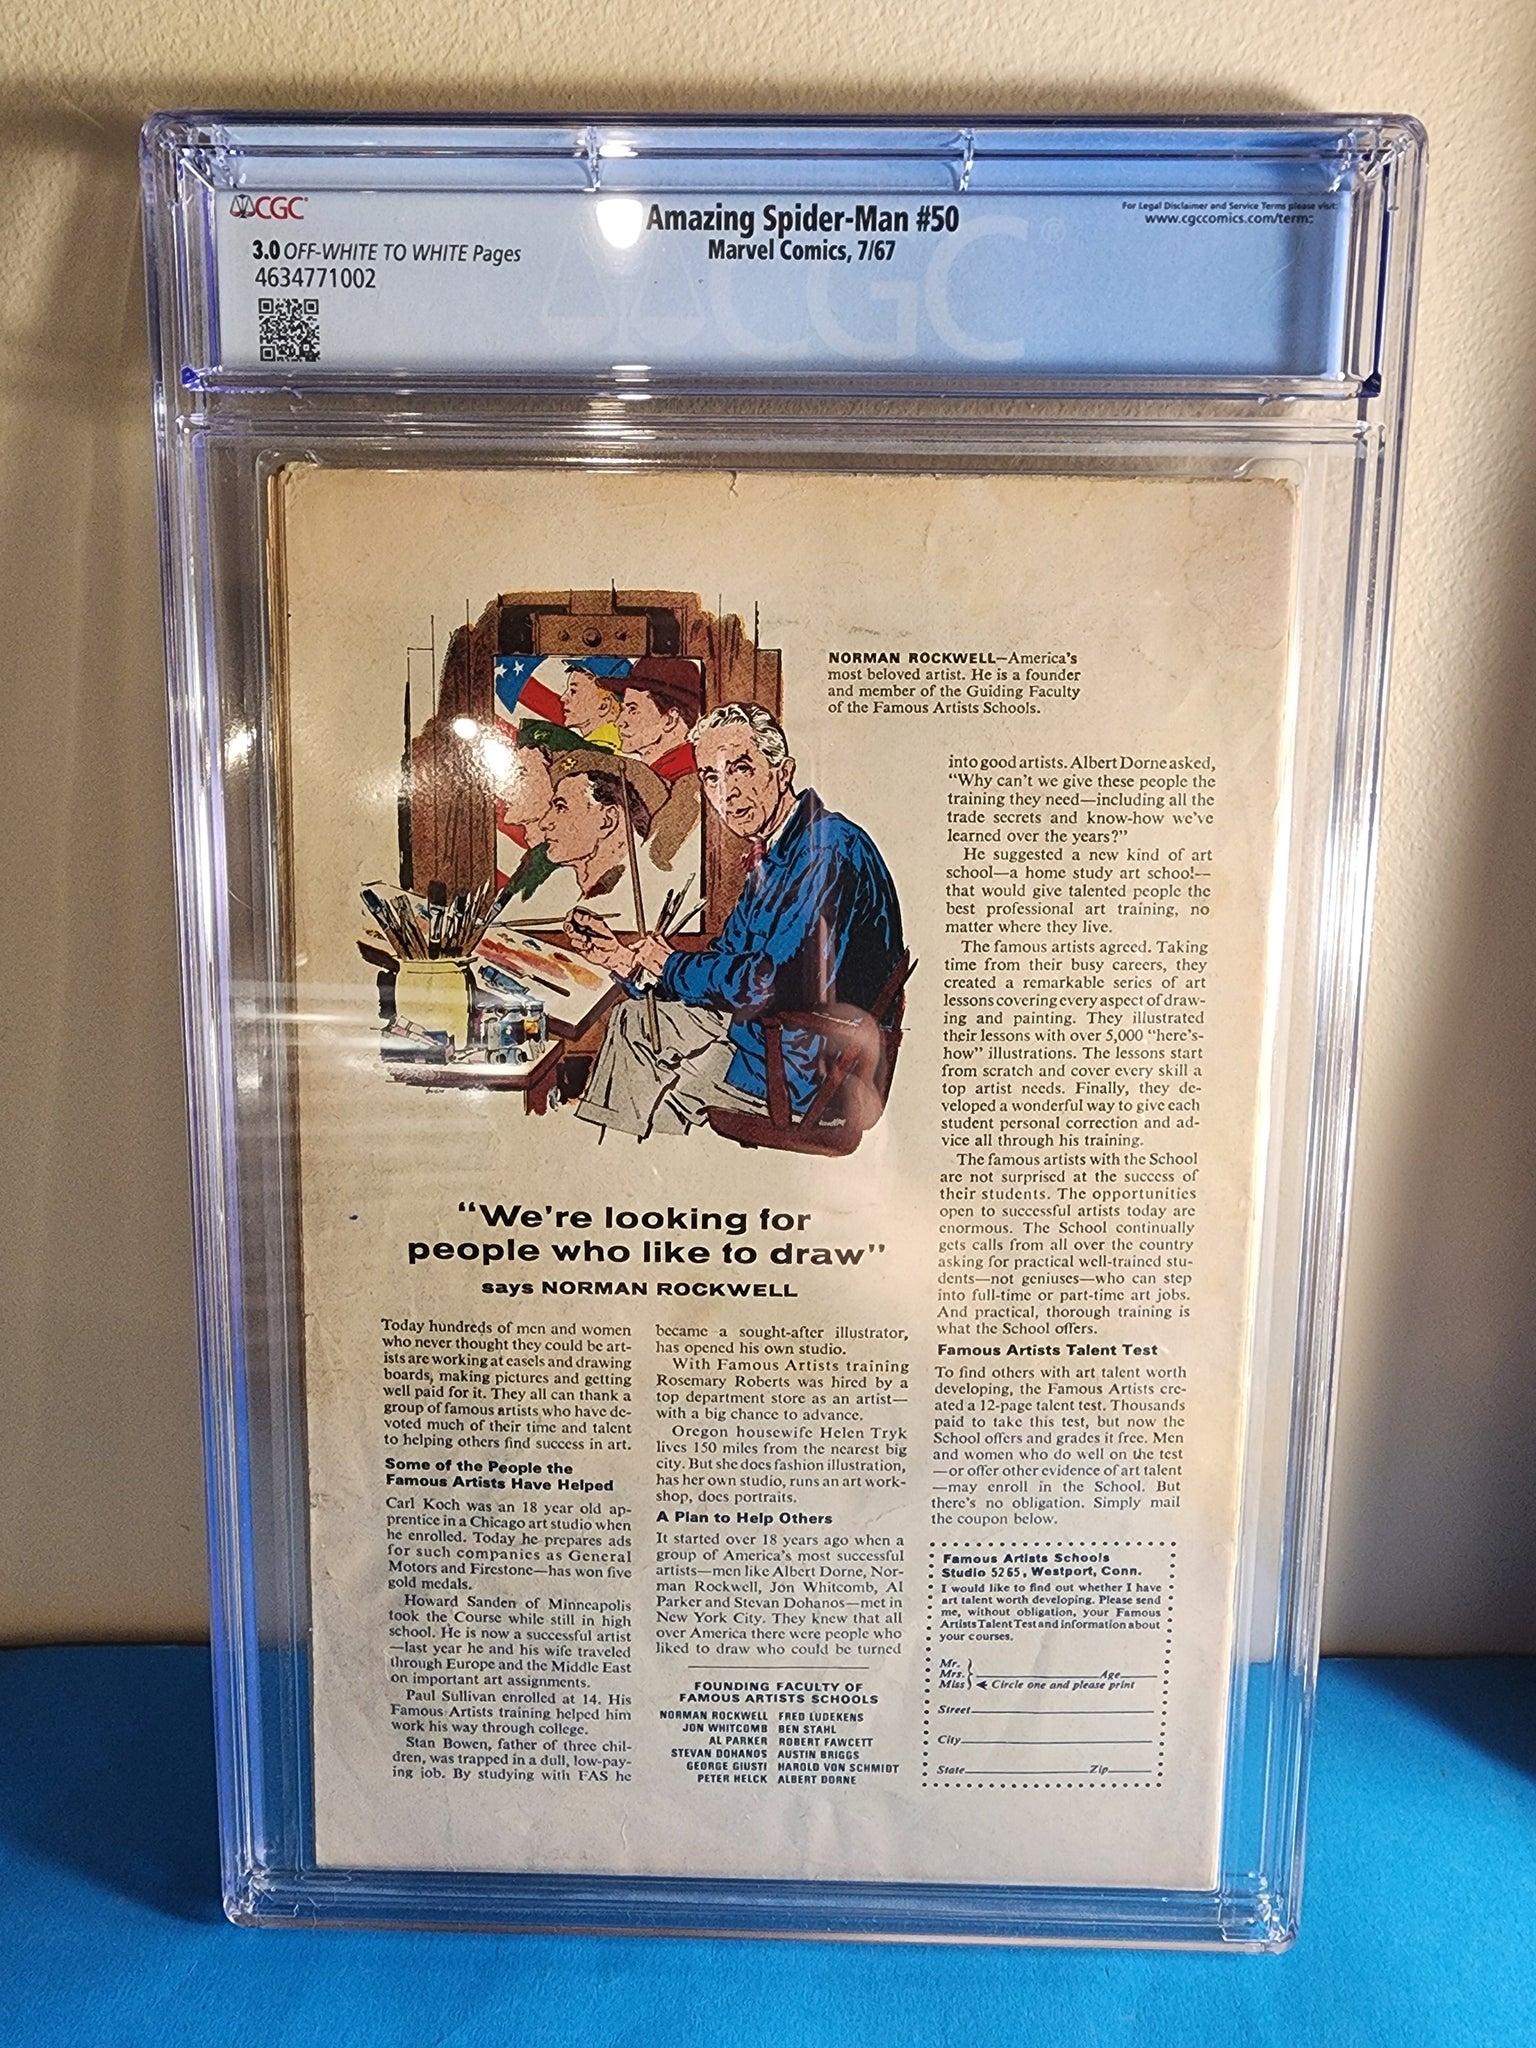 CGC
3.0 OFF-WHITE TO WHITE Pages
4634771002
Amazing Spider-Man #50
Marvel Comics, 7/67
For Legal Disclaimer and Service Terms please visit:
www.cgccomics.com/term:
CGC
NORMAN ROCKWELL—America's
most beloved artist. He is a founder
and member of the Guiding Faculty
of the Famous Artists Schools.
"We're looking for
people who like to draw"
says NORMAN ROCKWELL
Today hundreds of men and women
who never thought they could be art-
ists are working at easels and drawing
boards, making pictures and getting
well paid for it. They all can thank a
group of famous artists who have de-
voted much of their time and talent
to helping others find success in art.
Some of the People the
Famous Artists Have Helped
Carl Koch was an 18 year old ap-
prentice in a Chicago art studio when
he enrolled. Today he prepares ads
for such companies as General
Motors and Firestone—has won five
gold medals.
Howard Sanden of Minneapolis
took the Course while still in high
school. He is now a successful artist
—last year he and his wife traveled
through Europe and the Middle East
on important art assignments.
Paul Sullivan enrolled at 14. His
Famous Artists training helped him
work his way through college.
Stan Bowen, father of three chil-
dren, was trapped in a dull, low-pay-
ing job. By studying with FAS he
became a sought-after illustrator,
has opened his own studio.
With Famous Artists training
Rosemary Roberts was hired by a
top department store as an artist—
with a big chance to advance.
Oregon housewife Helen Tryk
lives 150 miles from the nearest big
city. But she does fashion illustration,
has her own studio, runs an art work-
shop, does portraits.
A Plan to Help Others
It started over 18 years ago when a
group of America's most successful
artists—men like Albert Dorne, Nor-
man Rockwell, Jon Whitcomb, Al
Parker and Stevan Dohanos—met in
New York City. They knew that all
over America there were people who
liked to draw who could be turned
FOUNDING FACULTY OF
FAMOUS ARTISTS SCHOOLS
NORMAN ROCKWELL FRED LUDEKENS
JON WHITCOMB BEN STAHL
AL PARKER ROBERT FAWCETT
STEVAN DOHANOS AUSTIN BRIGGS
GEORGE GIUSTI HAROLD VON SCHMIDT
PETER HELCK ALBERT DORNE
into good artists. Albert Dorne asked,
"Why can't we give these people the
training they need—including all the
trade secrets and know-how we've
learned over the years?"
He suggested a new kind of art
school—a home study art school—
that would give talented people the
best professional art training, no
matter where they live.
The famous artists agreed. Taking
time from their busy careers, they
created a remarkable series of art
lessons covering every aspect of draw-
ing and painting. They illustrated
their lessons with over 5,000 "here's-
how" illustrations. The lessons start
from scratch and cover every skill a
top artist needs. Finally, they de-
veloped a wonderful way to give each
student personal correction and ad-
vice all through his training.
The famous artists with the School
are not surprised at the success of
their students. The opportunities
open to successful artists today are
enormous. The School continually
gets calls from all over the country
asking for practical well-trained stu-
dents—not geniuses—who can step
into full-time or part-time art jobs.
And practical, thorough training is
what the School offers.
Famous Artists Talent Test
To find others with art talent worth
developing, the Famous Artists cre-
ated a 12-page talent test. Thousands
paid to take this test, but now the
School offers and grades it free. Men
and women who do well on the test
—or offer other evidence of art talent
—may enroll in the School. But
there's no obligation. Simply mail
the coupon below.
Famous Artists Schools
Studio 5265, Westport, Conn.
I would like to find out whether I have
art talent worth developing. Please send
me, without obligation, your Famous
Artists Talent Test and information about
your courses.
Mr.
Mrs. Age
Miss Circle one and please print
Street
City
State Zip